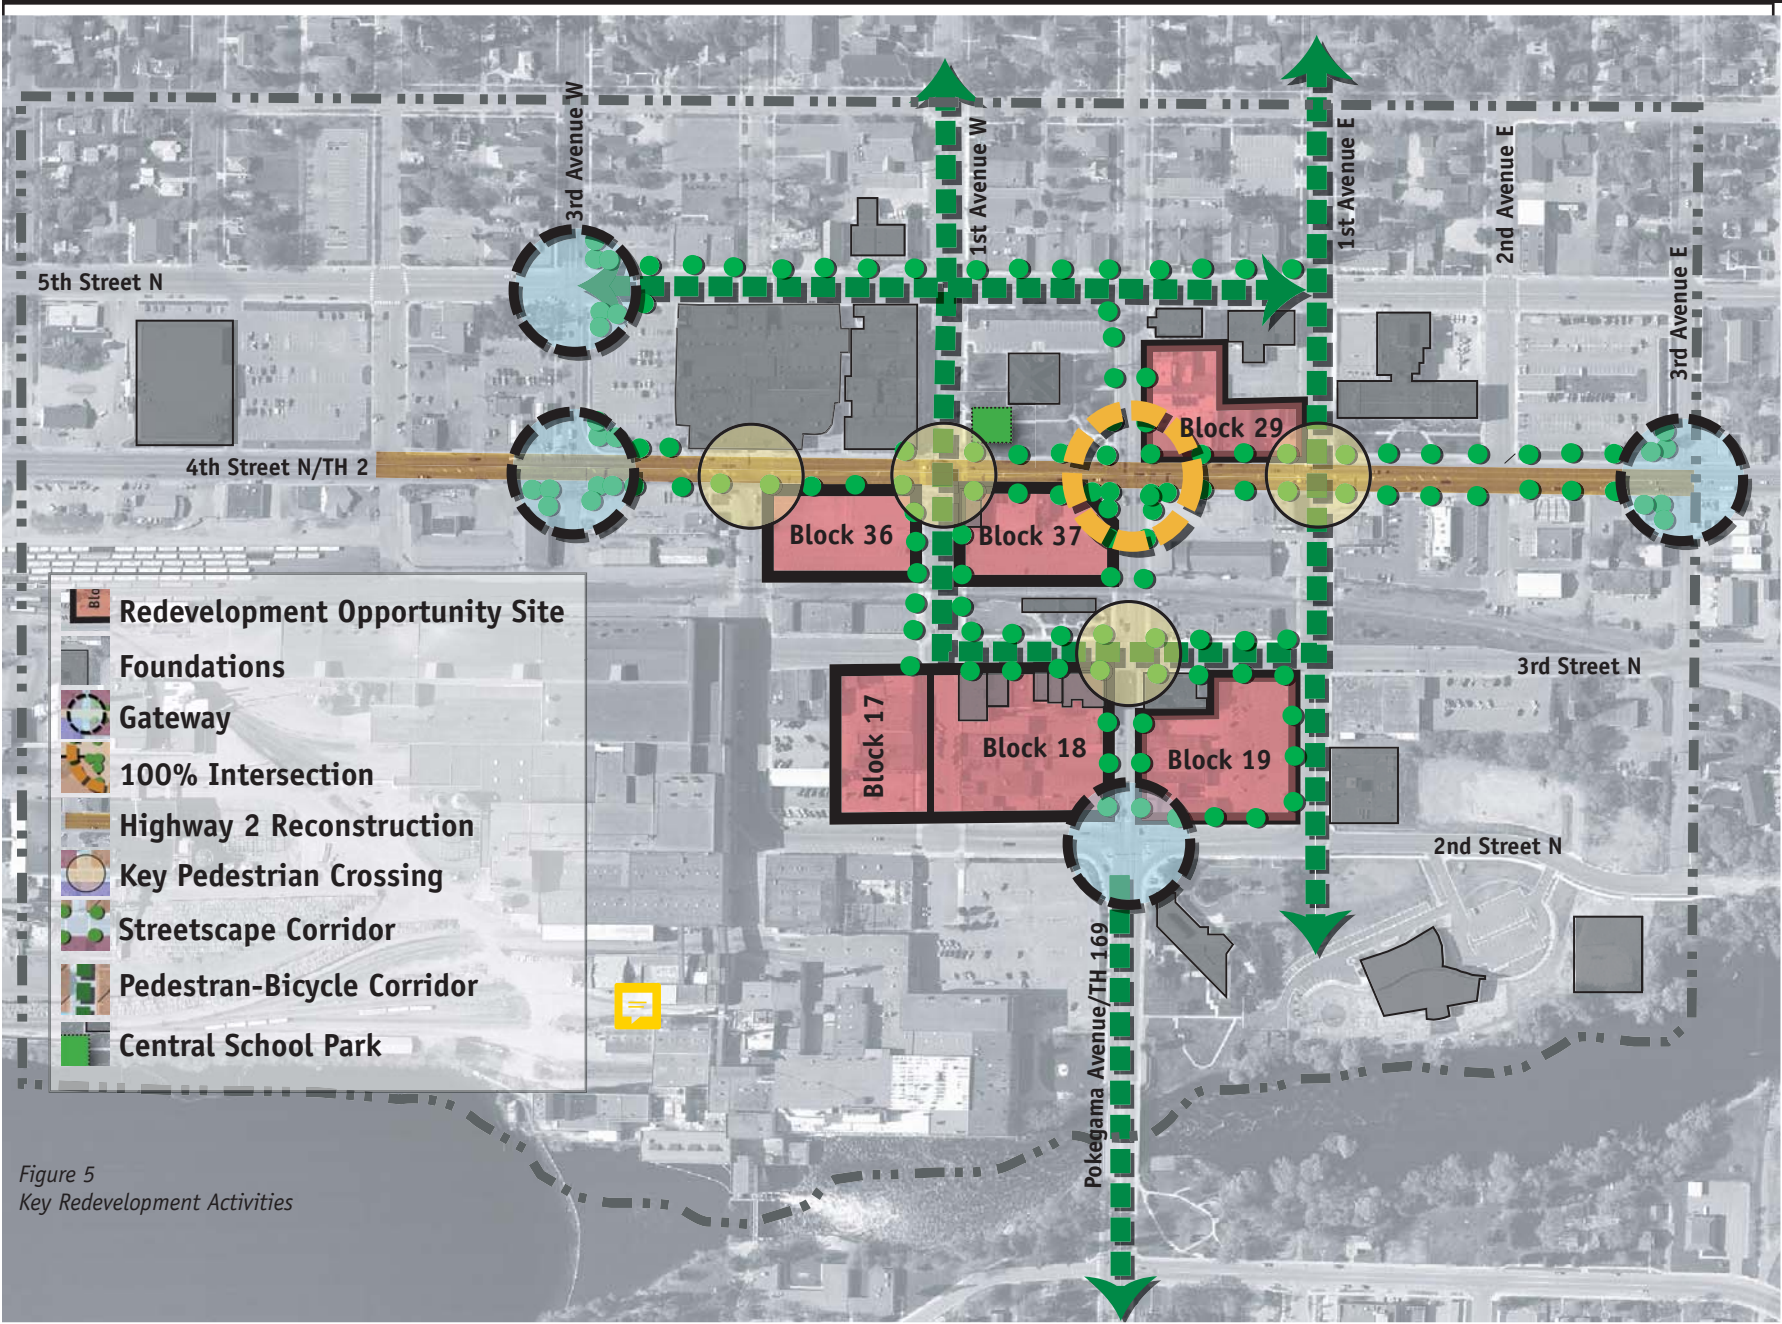 3rd Avenue W
1st Avenue W
1st Avenue E
2nd Avenue E
3rd Avenue E
5th Street N
4th Street N/TH 2
Block 29
Block 36
Block 37
3rd Street N
Block 17
Block 18
Block 19
2nd Street N
Pokegama Avenue/TH 169
Blo
Redevelopment Opportunity Site
Foundations
Gateway
100% Intersection
Highway 2 Reconstruction
Key Pedestrian Crossing
Streetscape Corridor
Pedestran-Bicycle Corridor
Central School Park
Figure 5
Key Redevelopment Activities